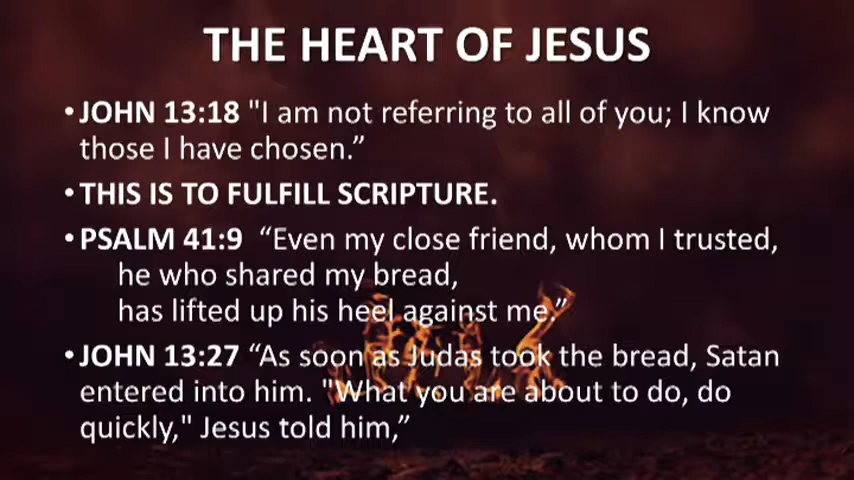 THE HEART OF JESUS
•JOHN 13:18 "I am not referring to all of you; I know
those I have chosen.”
•THIS IS TO FULFILL SCRIPTURE.
•PSALM 41:9 “Even my close friend, whom I trusted,
he who shared my bread,
has lifted up his heel against me.”
•JOHN 13:27 “As soon as Judas took the bread, Satan
entered into him. "What you are about to do, do
quickly," Jesus told him,”